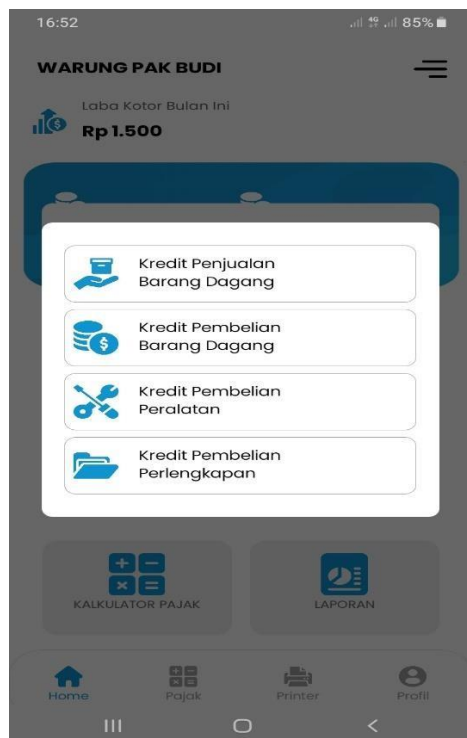 16:52
4G 85%
WARUNG PAK BUDI
Laba Kotor Bulan Ini
Rp 1.500
Kredit Penjualan
Barang Dagang
Kredit Pembelian
Barang Dagang
Kredit Pembelian
Peralatan
Kredit Pembelian
Perlengkapan
KALKULATOR PAJAK
LAPORAN
Home
Pajak
Printer
Profil